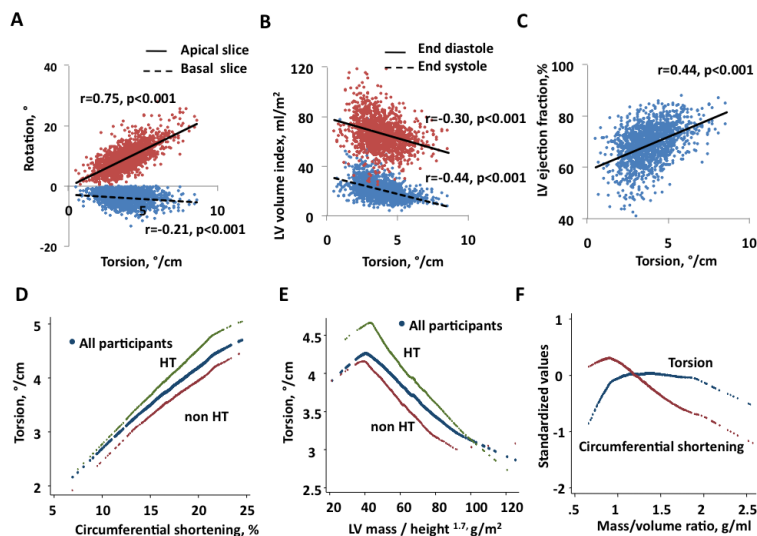 A
Apical slice
Basal slice
r=0.75, p<0.001
Rotation, °
40
20
0
-20
0
5
10
r=-0.21, p<0.001
Torsion, °/cm
B
End diastole
End systole
LV volume index, ml/m²
120
80
40
0
r=-0.30, p<0.001
r=-0.44, p<0.001
0
5
10
Torsion, °/cm
C
r=0.44, p<0.001
LV ejection fraction,%
100
80
60
40
0
5
10
Torsion, °/cm
D
All participants
HT
non HT
Torsion, °/cm
5
4
3
2
5
10
15
20
25
Circumferential shortening, %
E
All participants
HT
non HT
Torsion, °/cm
4.5
4
3.5
3
2.5
20
40
60
80
100
120
LV mass / height 1.7, g/m²
F
Torsion
Circumferential shortening
Standardized values
1
0
-1
-2
.5
1
1.5
2
2.5
Mass/volume ratio, g/ml